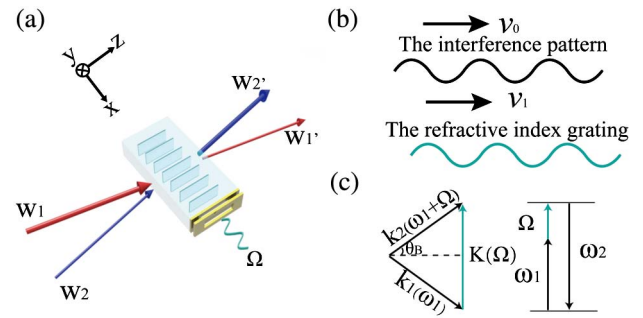 (a)
y
z
x
W₂'
W₁'
W₁
W₂
Ω
(b)
v₀
The interference pattern
v₁
The refractive index grating
(c)
k₂(ω₁+Ω)
θ_B
K(Ω)
k₁(ω₁)
Ω
ω₁
ω₂